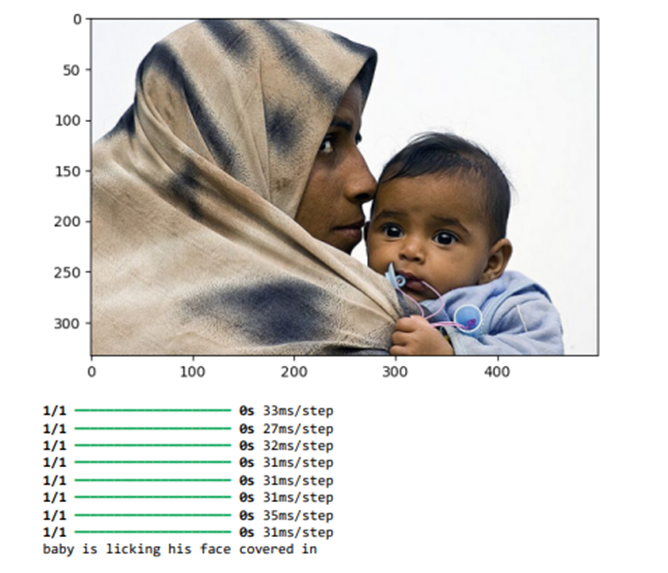 0
50
100
150
200
250
300
0 100 200 300 400
1/1 ━━━━━━━━━━━━━━━━━━━━ 0s 33ms/step
1/1 ━━━━━━━━━━━━━━━━━━━━ 0s 27ms/step
1/1 ━━━━━━━━━━━━━━━━━━━━ 0s 32ms/step
1/1 ━━━━━━━━━━━━━━━━━━━━ 0s 31ms/step
1/1 ━━━━━━━━━━━━━━━━━━━━ 0s 31ms/step
1/1 ━━━━━━━━━━━━━━━━━━━━ 0s 31ms/step
1/1 ━━━━━━━━━━━━━━━━━━━━ 0s 35ms/step
1/1 ━━━━━━━━━━━━━━━━━━━━ 0s 31ms/step
baby is licking his face covered in